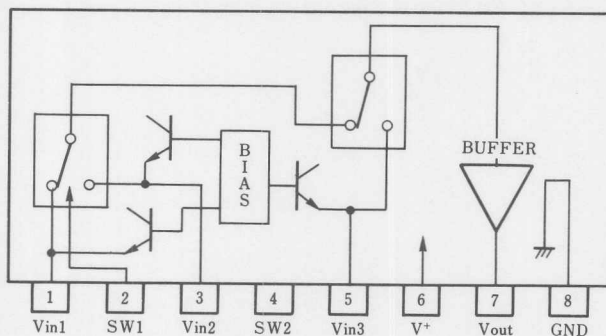 BUFFER
BIAS
1 2 3 4 5 6 7 8
Vin1 SW1 Vin2 SW2 Vin3 V+ Vout GND